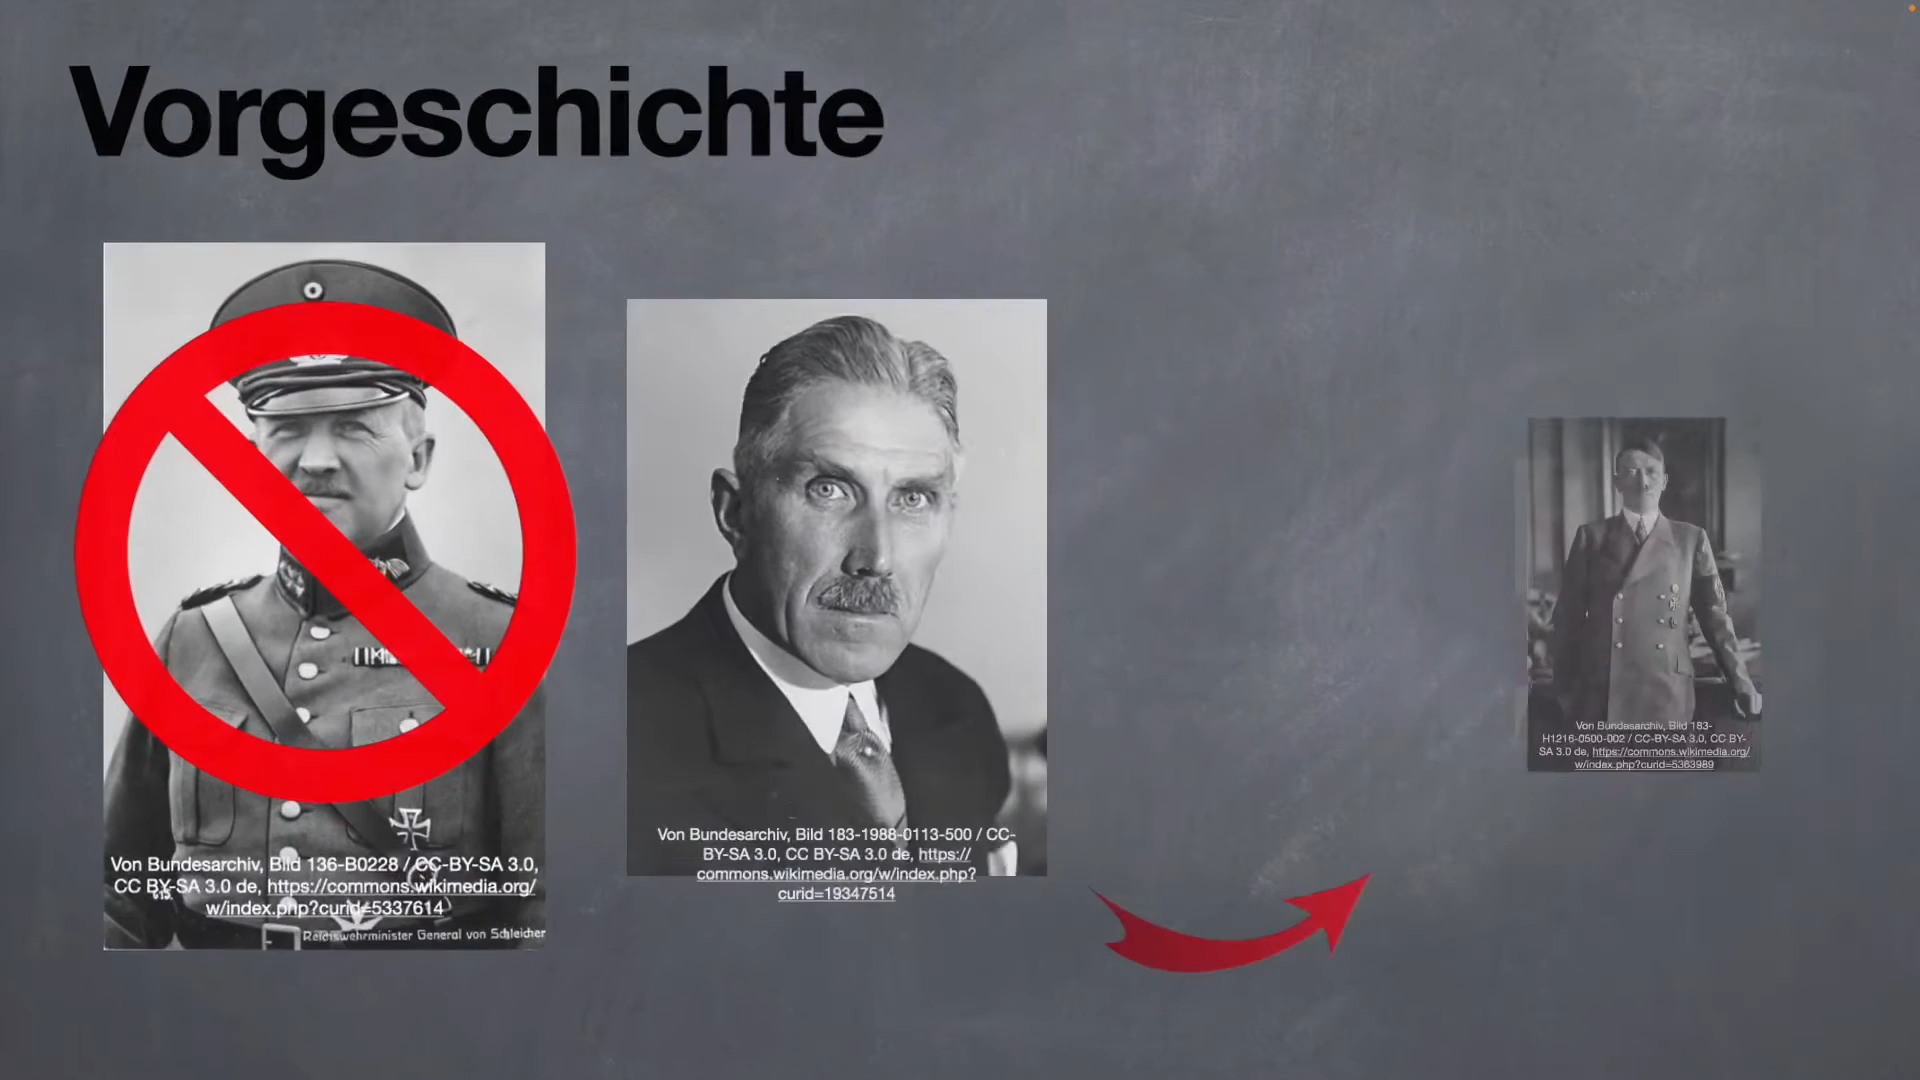 Vorgeschichte
Von Bundesarchiv, Bild 136-B0228 / CC-BY-SA 3.0,
CC BY-SA 3.0 de, https://commons.wikimedia.org/
w/index.php?curid=5337614
Reichswehrminister General von Schleicher
Von Bundesarchiv, Bild 183-1988-0113-500 / CC-
BY-SA 3.0, CC BY-SA 3.0 de, https://
commons.wikimedia.org/w/index.php?
curid=19347514
Von Bundesarchiv, Bild 183-
H1216-0500-002 / CC-BY-SA 3.0, CC BY-
SA 3.0 de, https://commons.wikimedia.org/
w/index.php?curid=5363989